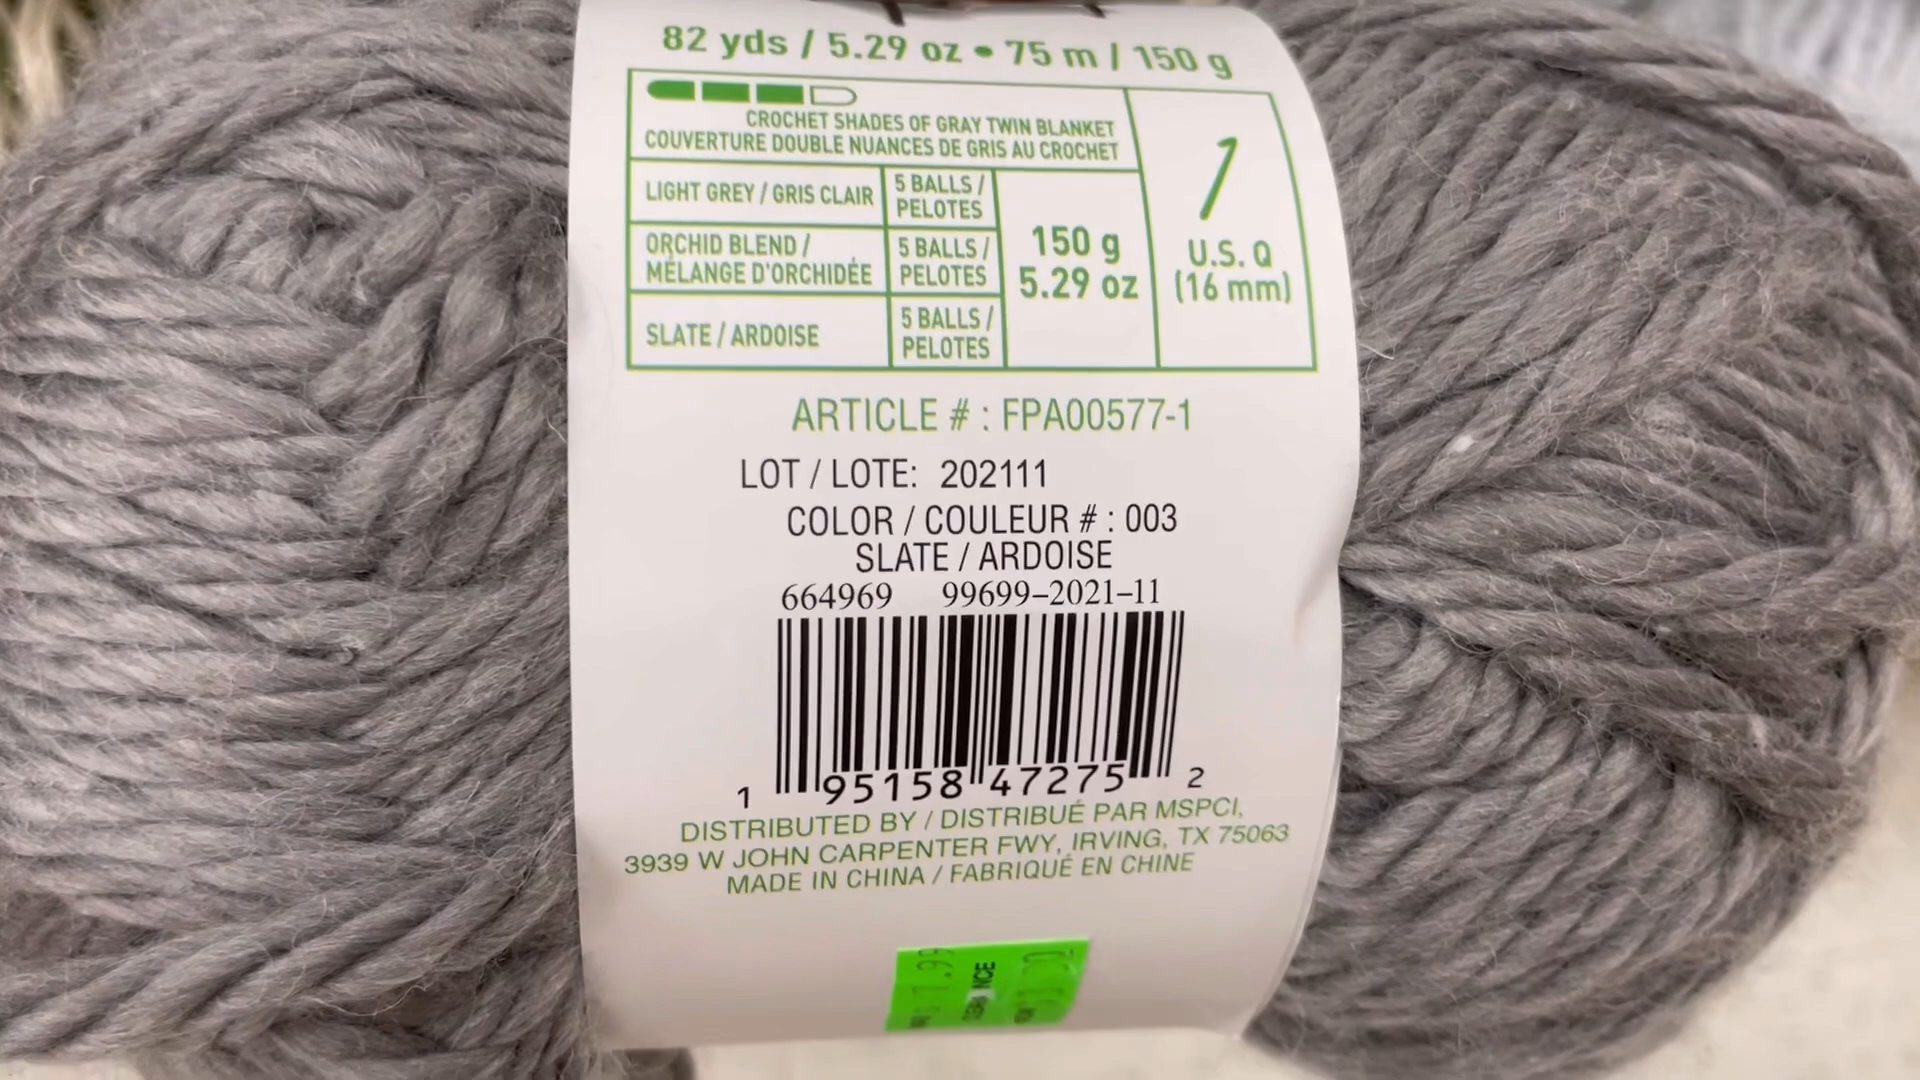 82 yds / 5.29 oz • 75 m / 150 g
CROCHET SHADES OF GRAY TWIN BLANKET
COUVERTURE DOUBLE NUANCES DE GRIS AU CROCHET
LIGHT GREY / GRIS CLAIR
5 BALLS /
PELOTES
ORCHID BLEND /
MÉLANGE D'ORCHIDÉE
5 BALLS /
PELOTES
SLATE / ARDOISE
5 BALLS /
PELOTES
150 g
5.29 oz
U.S. Q
(16 mm)
ARTICLE # : FPA00577-1
LOT / LOTE: 202111
COLOR / COULEUR # : 003
SLATE / ARDOISE
664969 99699-2021-11
1 95158 47275 2
DISTRIBUTED BY / DISTRIBUÉ PAR MSPCI,
3939 W JOHN CARPENTER FWY, IRVING, TX 75063
MADE IN CHINA / FABRIQUÉ EN CHINE